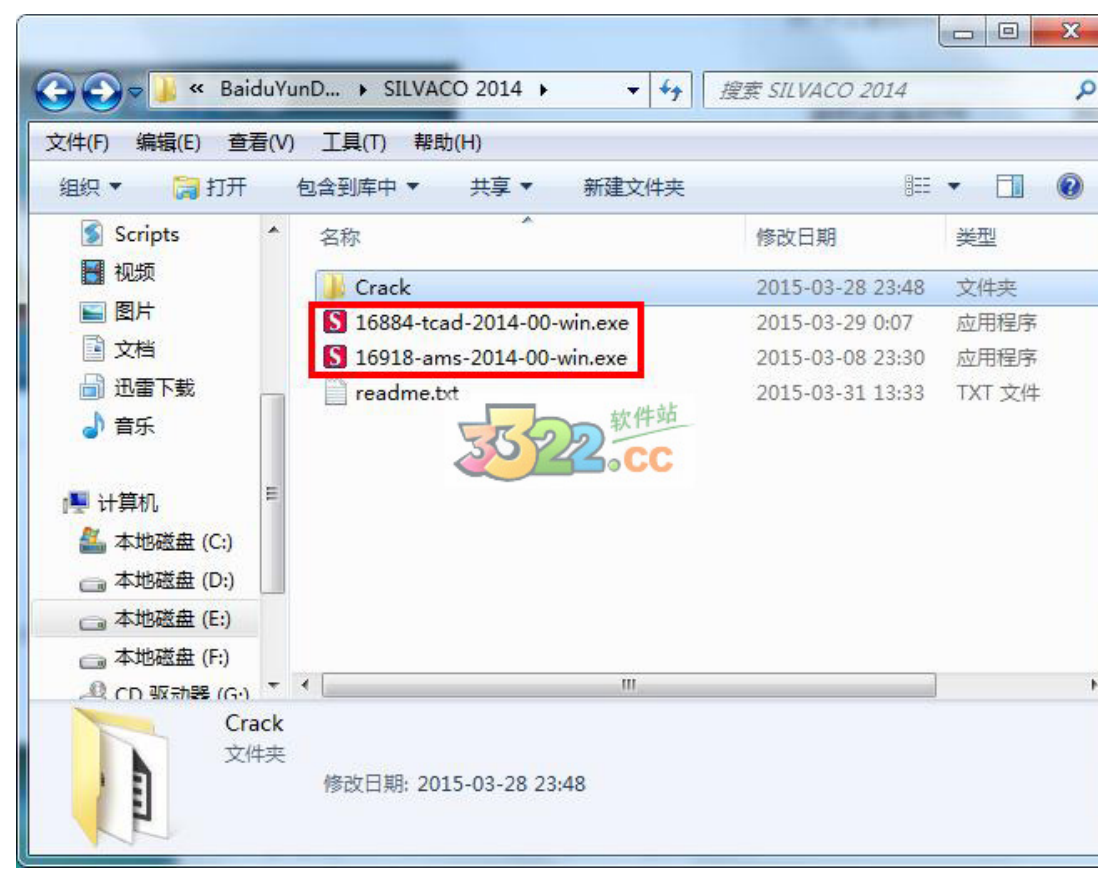 « BaiduYunD... ▸ SILVACO 2014 ▸ 搜索 SILVACO 2014
文件(F) 编辑(E) 查看(V) 工具(T) 帮助(H)
组织 打开 包含到库中 共享 新建文件夹
Scripts
视频
图片
文档
迅雷下载
音乐
计算机
本地磁盘 (C:)
本地磁盘 (D:)
本地磁盘 (E:)
本地磁盘 (F:)
CD 驱动器 (G:)
名称 修改日期 类型
Crack 2015-03-28 23:48 文件夹
16884-tcad-2014-00-win.exe 2015-03-29 0:07 应用程序
16918-ams-2014-00-win.exe 2015-03-08 23:30 应用程序
readme.txt 2015-03-31 13:33 TXT 文件
3322.cc 软件站
Crack
文件夹
修改日期: 2015-03-28 23:48